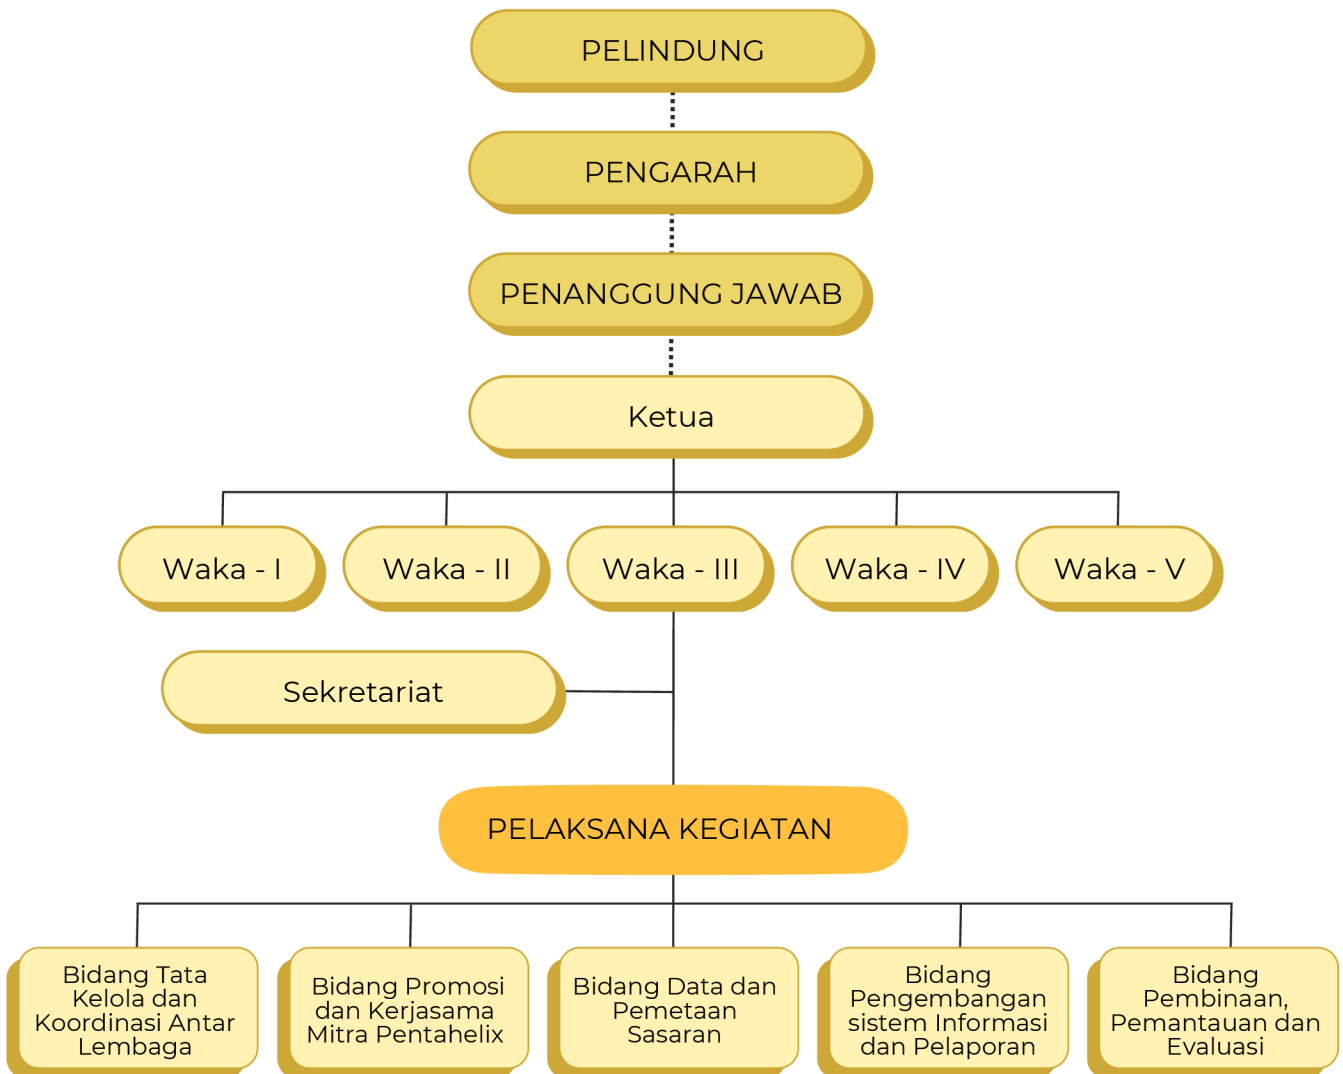 PELINDUNG
PENGARAH
PENANGGUNG JAWAB
Ketua
Waka - I
Waka - II
Waka - III
Waka - IV
Waka - V
Sekretariat
PELAKSANA KEGIATAN
Bidang Tata
Kelola dan
Koordinasi Antar
Lembaga
Bidang Promosi
dan Kerjasama
Mitra Pentahelix
Bidang Data dan
Pemetaan
Sasaran
Bidang
Pengembangan
sistem Informasi
dan Pelaporan
Bidang
Pembinaan,
Pemantauan dan
Evaluasi